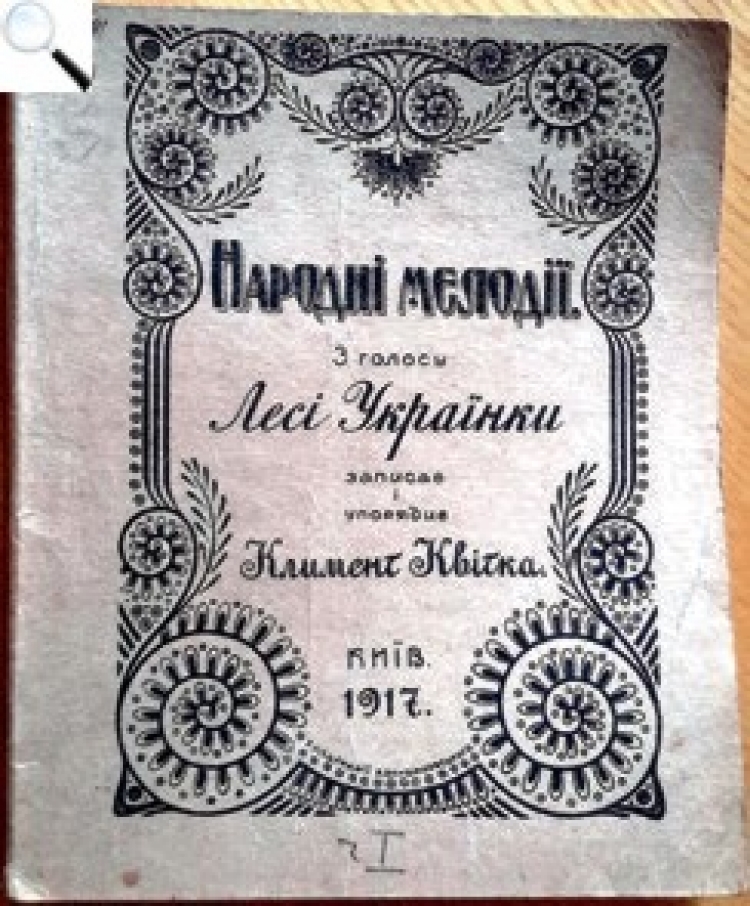 Народні мелодії.
З голосу
Лесі Українки
записав
і
упорядив
Климент Квітка.
Київ.
1917.
ч I